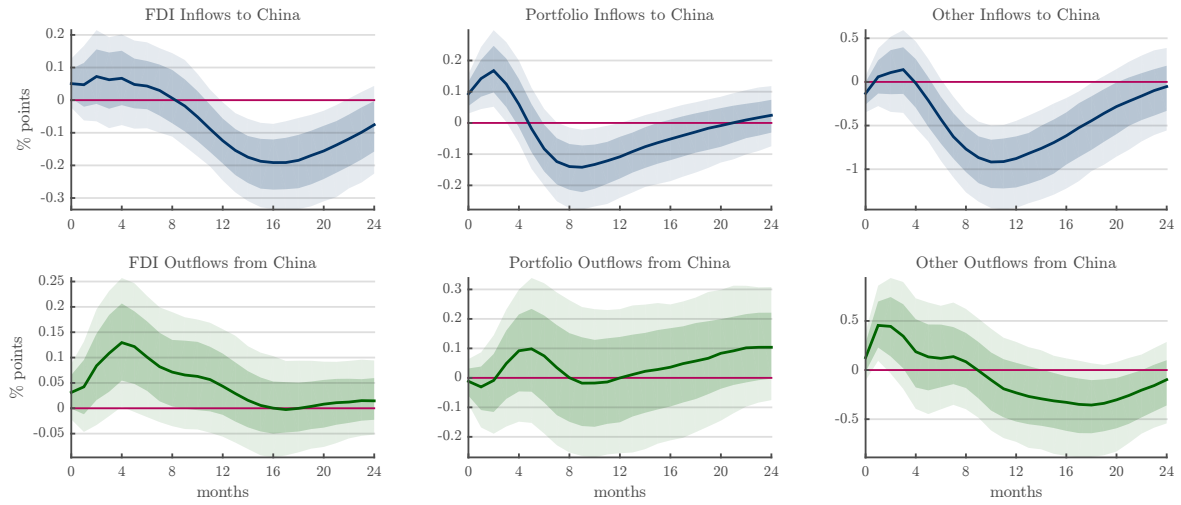 FDI Inflows to China
Portfolio Inflows to China
Other Inflows to China
% points
0.2
0.1
0
-0.1
-0.2
-0.3
0 4 8 12 16 20 24
0.2
0.1
0
-0.1
-0.2
0 4 8 12 16 20 24
0.5
0
-0.5
-1
0 4 8 12 16 20 24
FDI Outflows from China
Portfolio Outflows from China
Other Outflows from China
% points
0.25
0.2
0.15
0.1
0.05
0
-0.05
0 4 8 12 16 20 24
months
0.3
0.2
0.1
0
-0.1
-0.2
0 4 8 12 16 20 24
months
0.5
0
-0.5
0 4 8 12 16 20 24
months